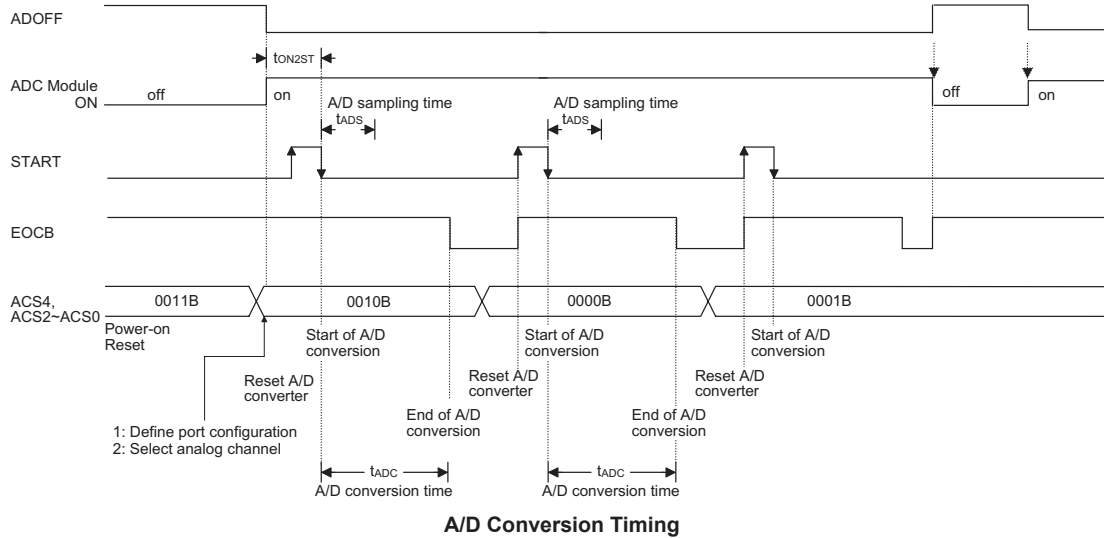 ADOFF
tON2ST
ADC Module
ON
off
on
off
on
A/D sampling time
tADS
A/D sampling time
tADS
START
EOCB
ACS4,
ACS2~ACS0
0011B
0010B
0000B
0001B
Power-on
Reset
Start of A/D
conversion
Start of A/D
conversion
Start of A/D
conversion
Reset A/D
converter
Reset A/D
converter
Reset A/D
converter
End of A/D
conversion
End of A/D
conversion
1: Define port configuration
2: Select analog channel
tADC
A/D conversion time
tADC
A/D conversion time
A/D Conversion Timing